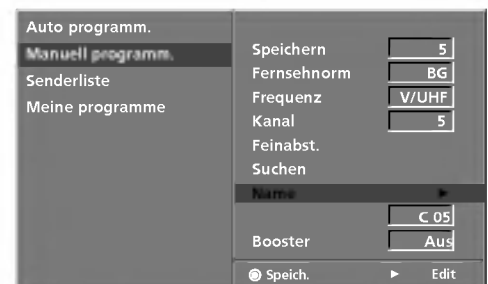 Auto programm.
Manuell programm.
Senderliste
Meine programme
Speichern 5
Fernsehnorm BG
Frequenz V/UHF
Kanal 5
Feinabst.
Suchen
Name ►
C 05
Booster Aus
Speich. ► Edit